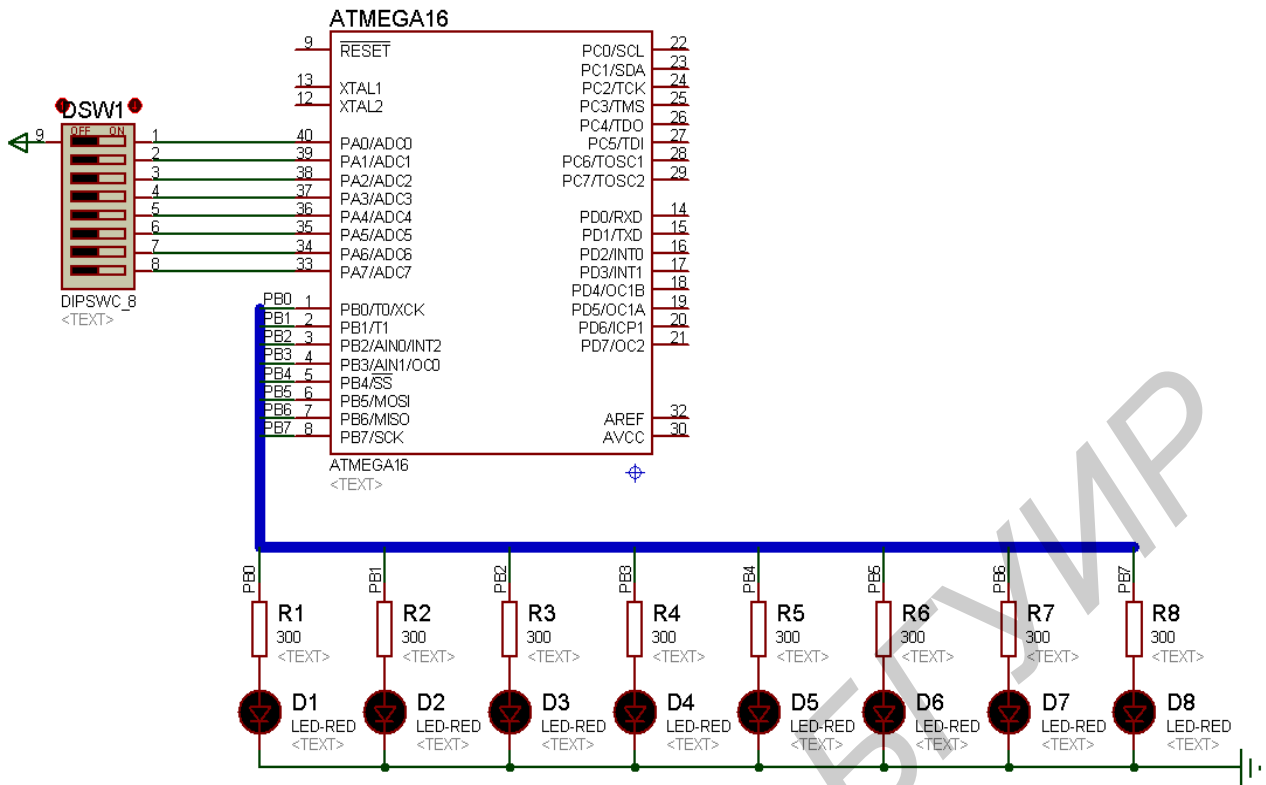 ATMEGA16
9 RESET PC0/SCL 22
PC1/SDA 23
13 XTAL1 PC2/TCK 24
12 XTAL2 PC3/TMS 25
PC4/TDO 26
PC5/TDI 27
PC6/TOSC1 28
PC7/TOSC2 29
DSW1
OFF ON
9
1 40 PA0/ADC0
2 39 PA1/ADC1
3 38 PA2/ADC2
4 37 PA3/ADC3
5 36 PA4/ADC4 PD0/RXD 14
6 35 PA5/ADC5 PD1/TXD 15
7 34 PA6/ADC6 PD2/INT0 16
8 33 PA7/ADC7 PD3/INT1 17
PD4/OC1B 18
DIPSWC_8
<TEXT>
PB0 1 PB0/T0/XCK PD5/OC1A 19
PB1 2 PB1/T1 PD6/ICP1 20
PB2 3 PB2/AIN0/INT2 PD7/OC2 21
PB3 4 PB3/AIN1/OC0
PB4 5 PB4/SS
PB5 6 PB5/MOSI
PB6 7 PB6/MISO AREF 32
PB7 8 PB7/SCK AVCC 30
ATMEGA16
<TEXT>
PB0 PB1 PB2 PB3 PB4 PB5 PB6 PB7
R1 R2 R3 R4 R5 R6 R7 R8
300 300 300 300 300 300 300 300
<TEXT> <TEXT> <TEXT> <TEXT> <TEXT> <TEXT> <TEXT> <TEXT>
D1 D2 D3 D4 D5 D6 D7 D8
LED-RED LED-RED LED-RED LED-RED LED-RED LED-RED LED-RED LED-RED
<TEXT> <TEXT> <TEXT> <TEXT> <TEXT> <TEXT> <TEXT> <TEXT>
БГУИР